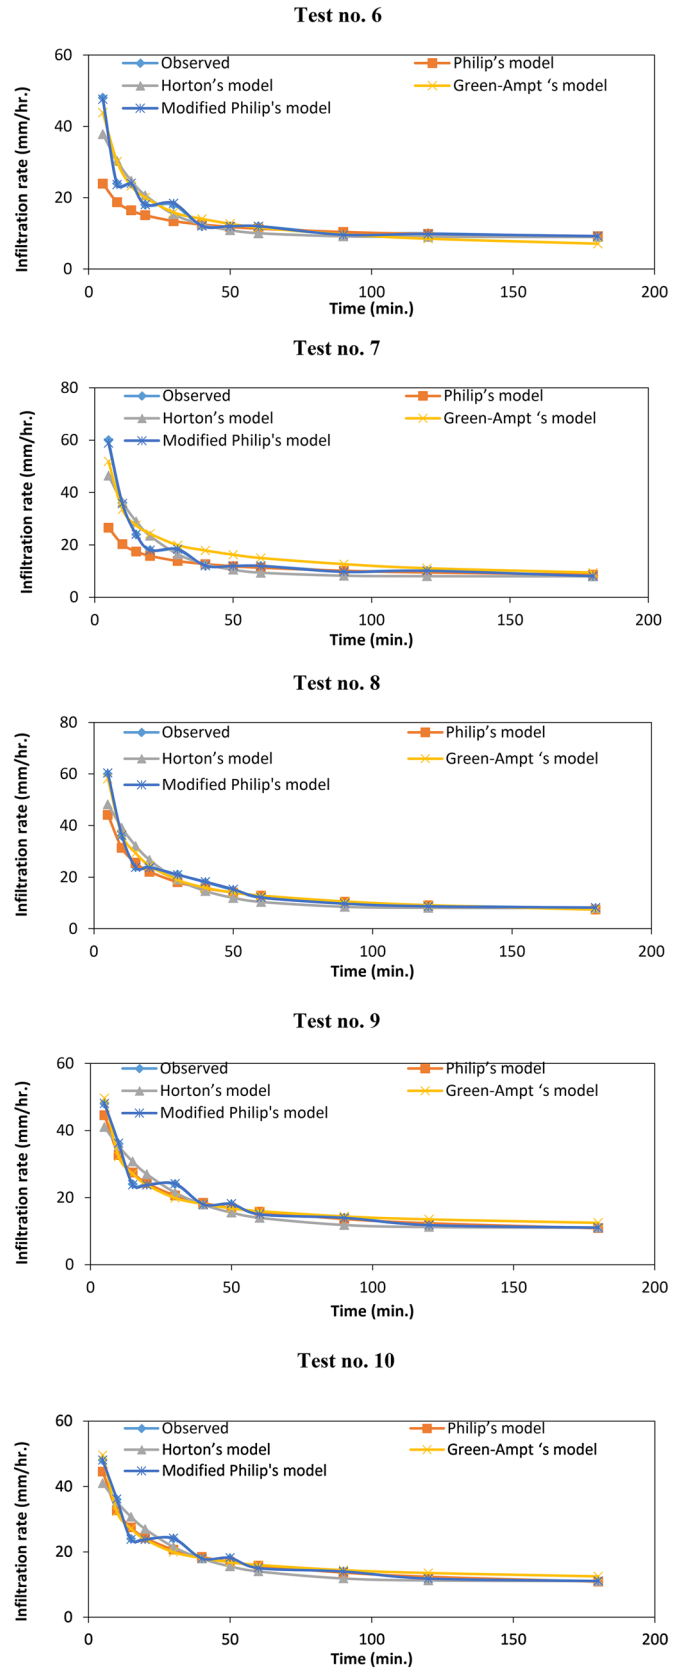 Test no. 6
Infiltration rate (mm/hr.)
60
40
20
0
Observed
Philip’s model
Horton’s model
Green-Ampt ‘s model
Modified Philip's model
0 50 100 150 200
Time (min.)
Test no. 7
Infiltration rate (mm/hr.)
80
60
40
20
0
Observed
Philip’s model
Horton’s model
Green-Ampt ‘s model
Modified Philip's model
0 50 100 150 200
Time (min.)
Test no. 8
Infiltration rate (mm/hr.)
80
60
40
20
0
Observed
Philip’s model
Horton’s model
Green-Ampt ‘s model
Modified Philip's model
0 50 100 150 200
Time (min.)
Test no. 9
Infiltration rate (mm/hr.)
60
40
20
0
Observed
Philip’s model
Horton’s model
Green-Ampt ‘s model
Modified Philip's model
0 50 100 150 200
Time (min.)
Test no. 10
Infiltration rate (mm/hr.)
60
40
20
0
Observed
Philip’s model
Horton’s model
Green-Ampt ‘s model
Modified Philip's model
0 50 100 150 200
Time (min.)